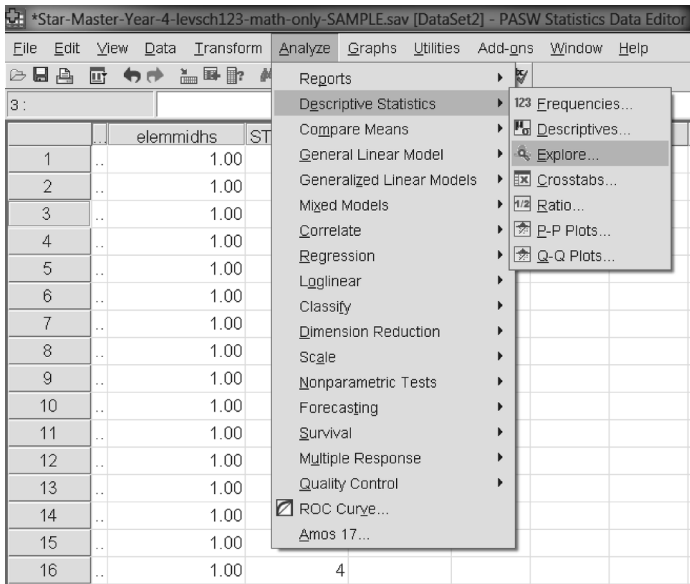 *Star-Master-Year-4-levsch123-math-only-SAMPLE.sav [DataSet2] - PASW Statistics Data Editor
File Edit View Data Transform Analyze Graphs Utilities Add-ons Window Help
3 :
... elemmidhs ST
1 .. 1.00
2 .. 1.00
3 .. 1.00
4 .. 1.00
5 .. 1.00
6 .. 1.00
7 .. 1.00
8 .. 1.00
9 .. 1.00
10 .. 1.00
11 .. 1.00
12 .. 1.00
13 .. 1.00
14 .. 1.00
15 .. 1.00
16 .. 1.00 4
Reports
Descriptive Statistics
Compare Means
General Linear Model
Generalized Linear Models
Mixed Models
Correlate
Regression
Loglinear
Classify
Dimension Reduction
Scale
Nonparametric Tests
Forecasting
Survival
Multiple Response
Quality Control
ROC Curve...
Amos 17...
123 Frequencies...
Descriptives...
Explore...
Crosstabs...
1/2 Ratio...
P-P Plots...
Q-Q Plots...